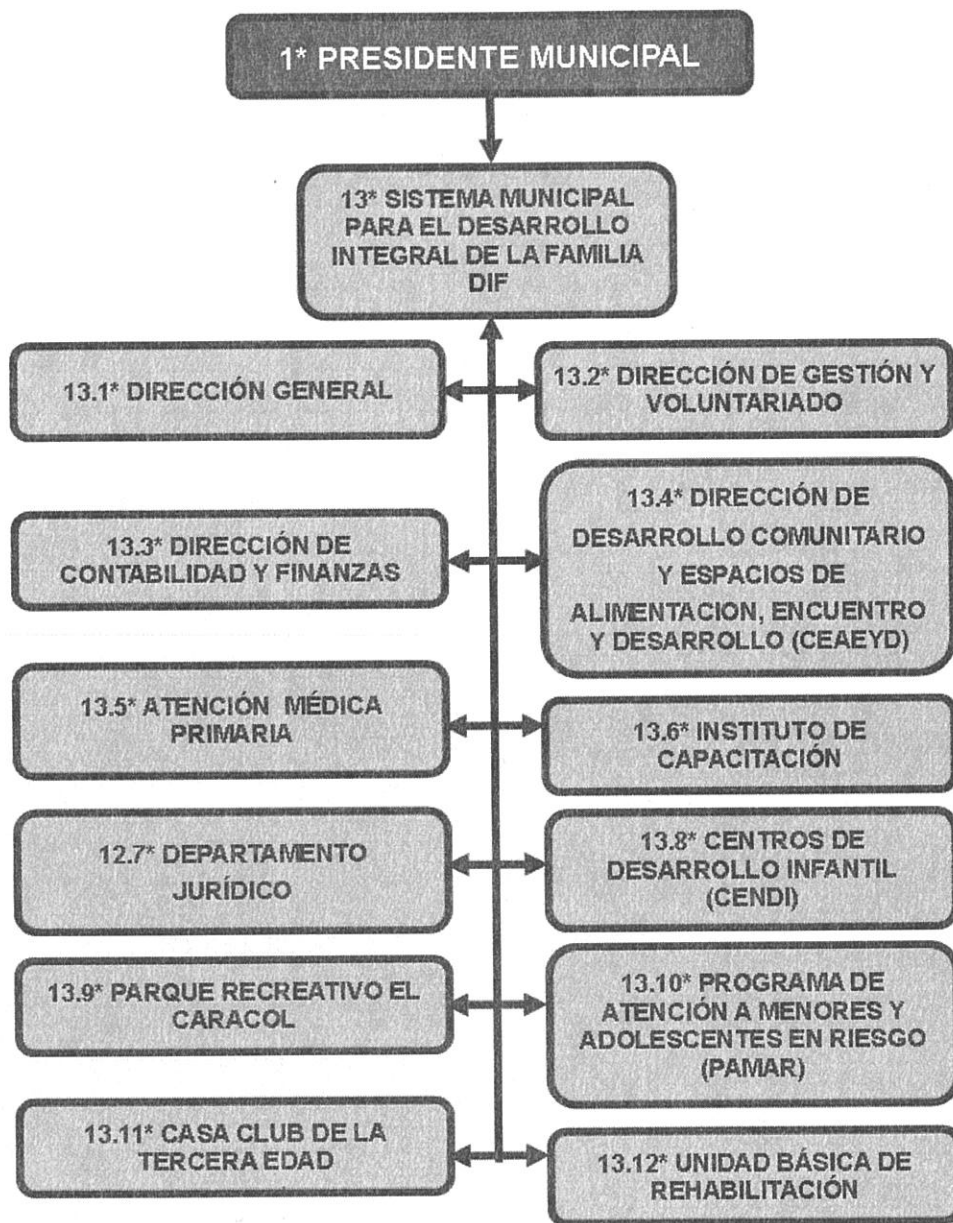 1* PRESIDENTE MUNICIPAL
13* SISTEMA MUNICIPAL
PARA EL DESARROLLO
INTEGRAL DE LA FAMILIA
DIF
13.1* DIRECCIÓN GENERAL
13.2* DIRECCIÓN DE GESTIÓN Y
VOLUNTARIADO
13.3* DIRECCIÓN DE
CONTABILIDAD Y FINANZAS
13.4* DIRECCIÓN DE
DESARROLLO COMUNITARIO
Y ESPACIOS DE
ALIMENTACION, ENCUENTRO
Y DESARROLLO (CEAEYD)
13.5* ATENCIÓN MÉDICA
PRIMARIA
13.6* INSTITUTO DE
CAPACITACIÓN
12.7* DEPARTAMENTO
JURÍDICO
13.8* CENTROS DE
DESARROLLO INFANTIL
(CENDI)
13.9* PARQUE RECREATIVO EL
CARACOL
13.10* PROGRAMA DE
ATENCIÓN A MENORES Y
ADOLESCENTES EN RIESGO
(PAMAR)
13.11* CASA CLUB DE LA
TERCERA EDAD
13.12* UNIDAD BÁSICA DE
REHABILITACIÓN